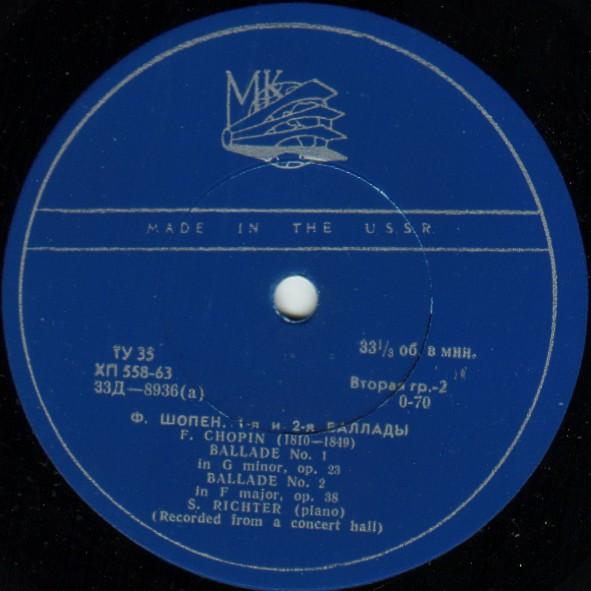 МК
MADE IN THE U.S.S.R.
ТУ 35
ХП 558-63
33Д—8936(а)
33⅓ об. в мин.
Вторая гр.-2
0-70
Ф. ШОПЕН. 1-я и 2-я БАЛЛАДЫ
F. CHOPIN (1810—1849)
BALLADE No. 1
in G minor, op. 23
BALLADE No. 2
in F major, op. 38
S. RICHTER (piano)
(Recorded from a concert hall)